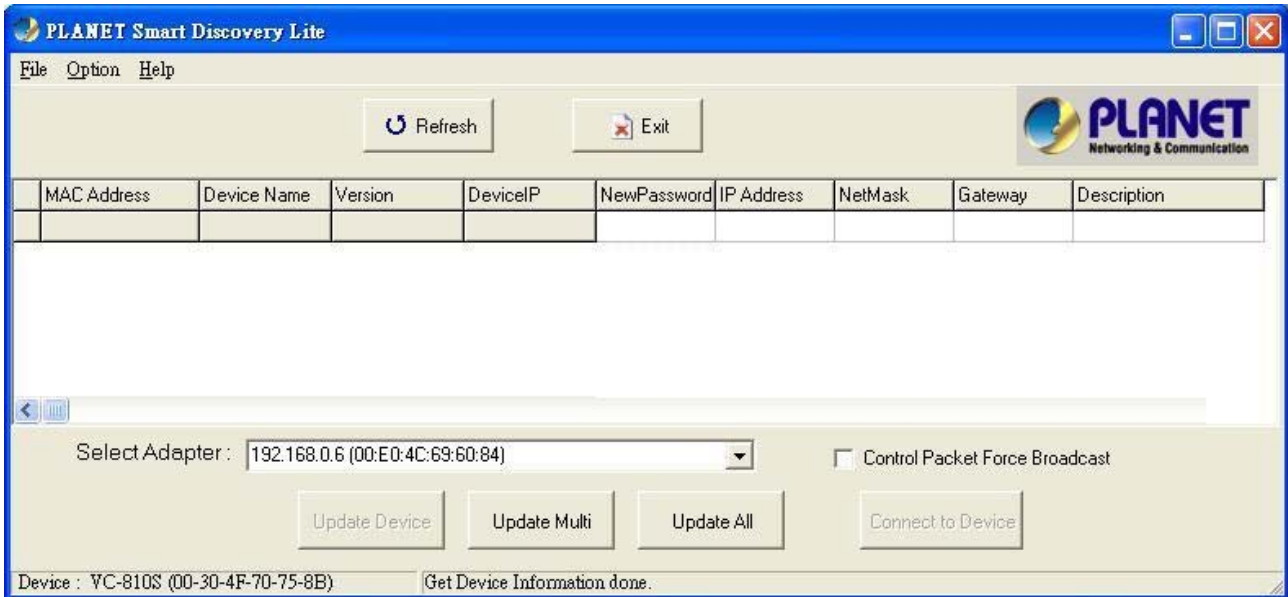 PLANET Smart Discovery Lite
File Option Help
Refresh Exit
PLANET
Networking & Communication
MAC Address Device Name Version DeviceIP NewPassword IP Address NetMask Gateway Description
Select Adapter : 192.168.0.6 (00:E0:4C:69:60:84) Control Packet Force Broadcast
Update Device Update Multi Update All Connect to Device
Device : VC-810S (00-30-4F-70-75-8B) Get Device Information done.